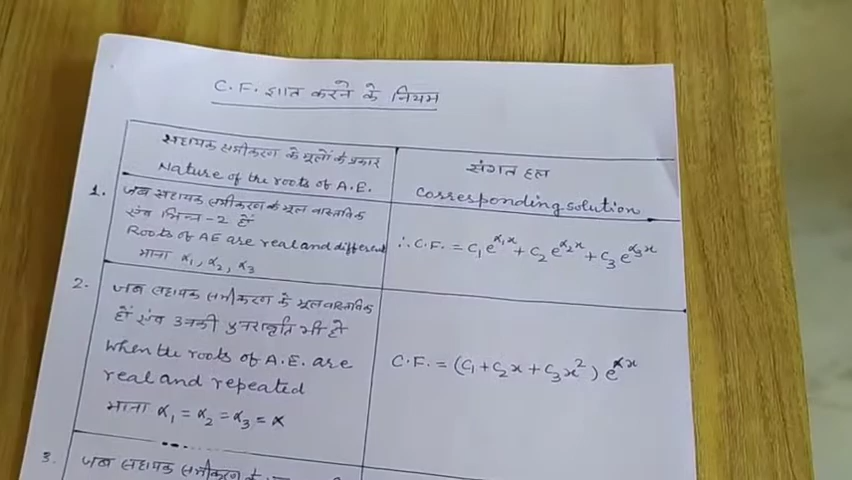 C.F. ज्ञात करने के नियम
सहायक समीकरण के मूलों के प्रकार
Nature of the roots of A.E.
संगत हल
Corresponding solution
1. जब सहायक समीकरण के मूल वास्तविक
एवं भिन्न-2 हों
Roots of AE are real and different
माना α₁, α₂, α₃
∴ C.F. = C₁e^α₁x + C₂e^α₂x + C₃e^α₃x
2. जब सहायक समीकरण के मूल वास्तविक
हों एवं उनकी पुनरावृत्ति भी हो
When the roots of A.E. are
real and repeated
माना α₁ = α₂ = α₃ = α
C.F. = (C₁ + C₂x + C₃x²) e^αx
3. जब सहायक समीकरण के